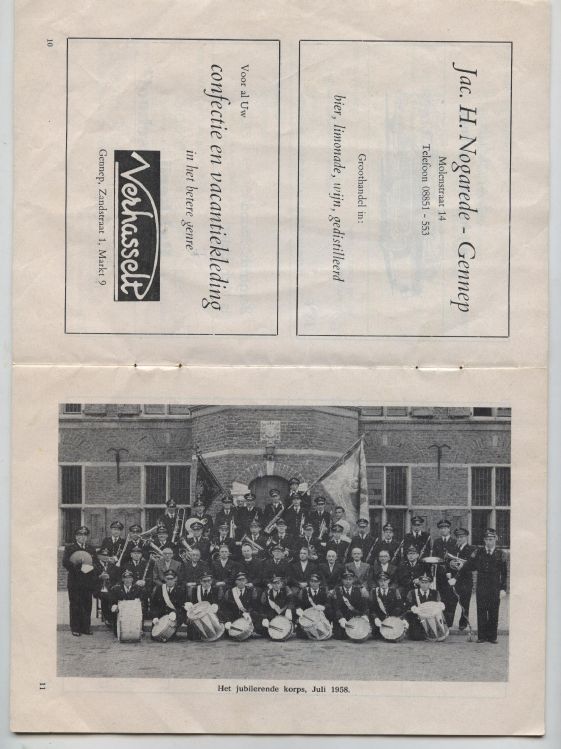 10
Jac. H. Nogarede - Gennep
Molenstraat 14
Telefoon 08851 - 553
Groothandel in:
bier, limonade, wijn, gedistilleerd
Voor al Uw
confectie en vacantiekleding
in het betere genre
Verhasselt
Gennep, Zandstraat 1, Markt 9
Het jubilerende korps, Juli 1958.
11